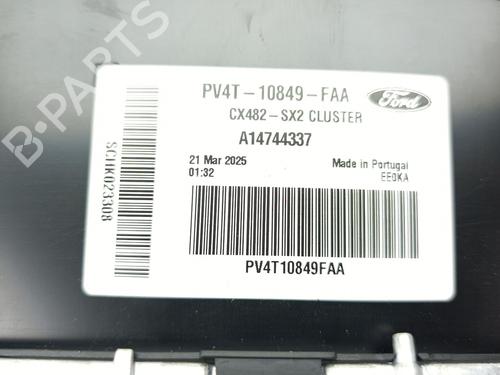 PV4T-10849-FAA
Ford
CX482-SX2 CLUSTER
A14744337
21 Mar 2025
01:32
Made in Portugal
EE0KA
PV4T10849FAA
SCHK023308
B-PARTS